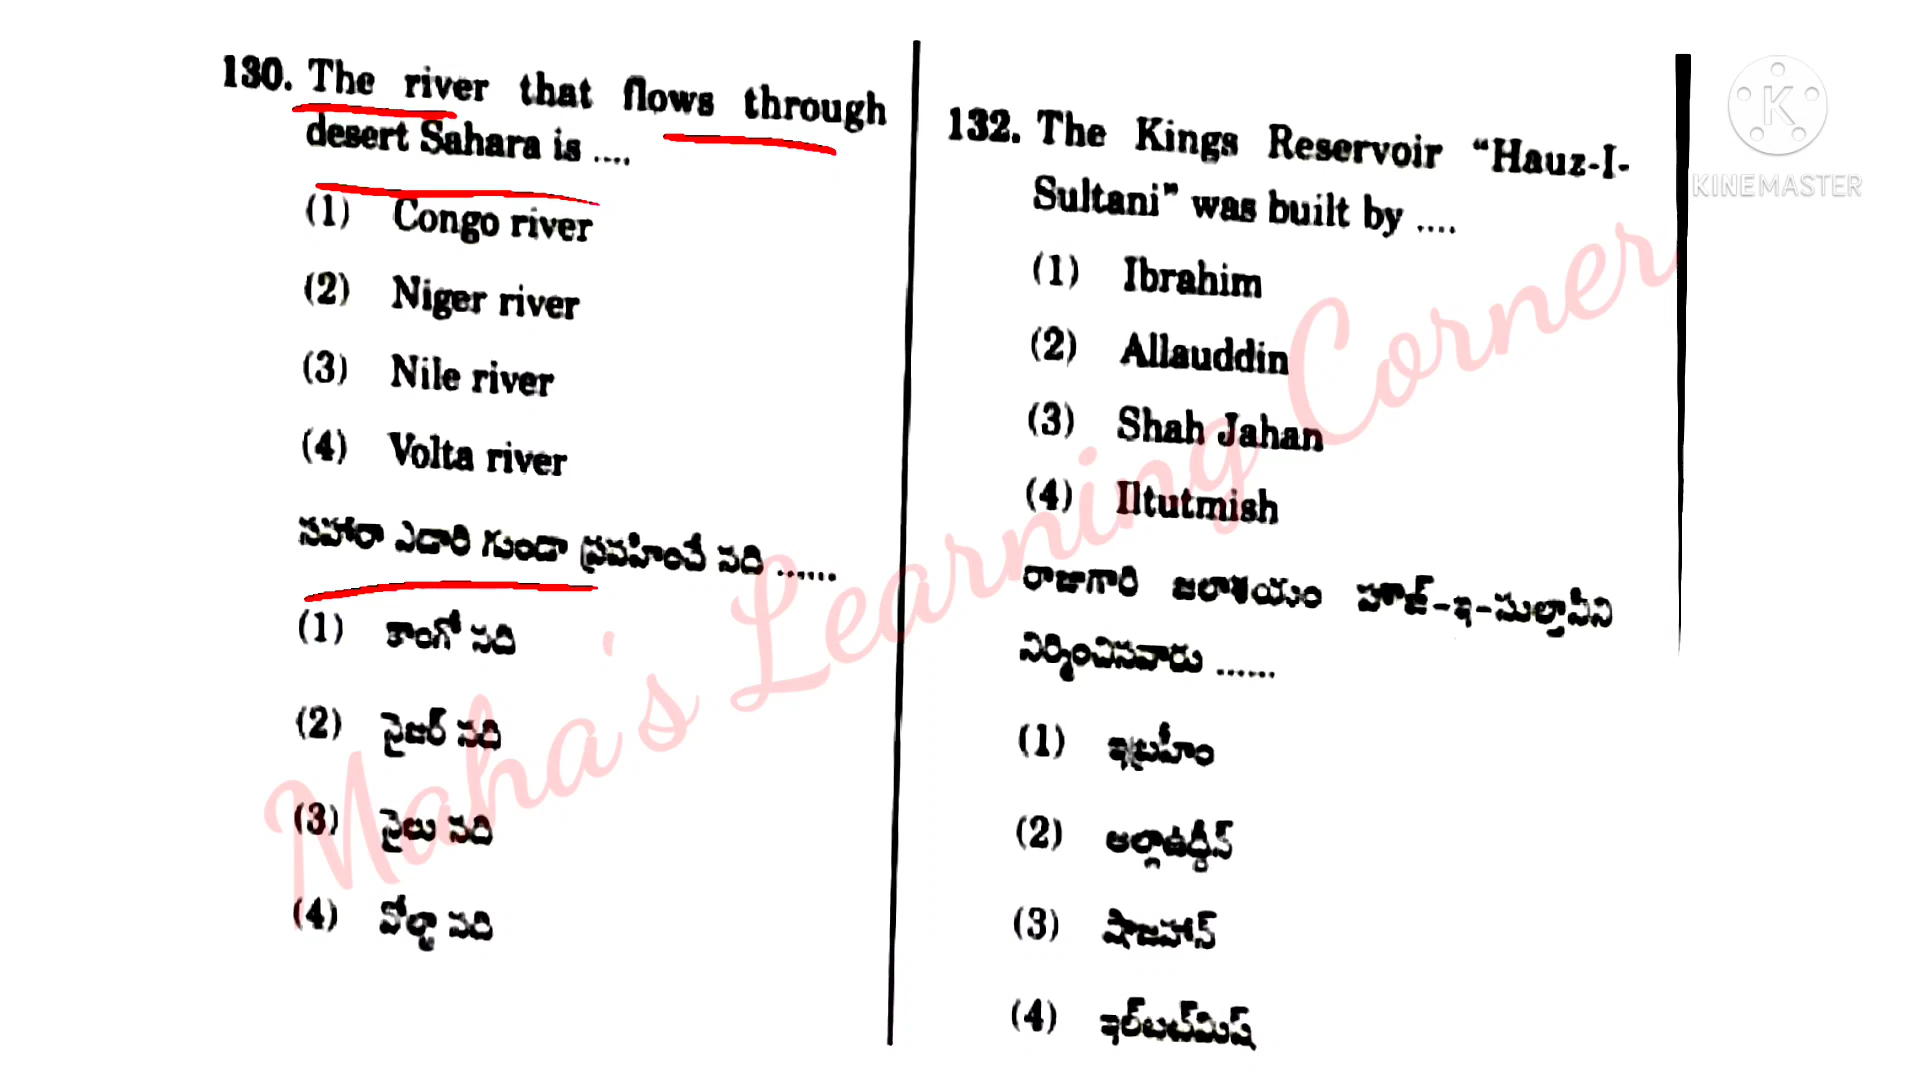 130. The river that flows through
desert Sahara is ....
(1) Congo river
(2) Niger river
(3) Nile river
(4) Volta river
సహారా ఎడారి గుండా ప్రవహించే నది ......
(1) కాంగో నది
(2) నైజర్ నది
(3) నైలు నది
(4) వోల్టా నది
132. The Kings Reservoir “Hauz-I-
Sultani” was built by ....
(1) Ibrahim
(2) Allauddin
(3) Shah Jahan
(4) Iltutmish
రాజుగారి జలాశయం హౌజ్-ఇ-సుల్తానీని
నిర్మించినవారు ......
(1) ఇబ్రహీం
(2) అల్లాఉద్దీన్
(3) షాజహాన్
(4) ఇల్‌టుట్‌మిష్
K
KINEMASTER
Maha's Learning Corner